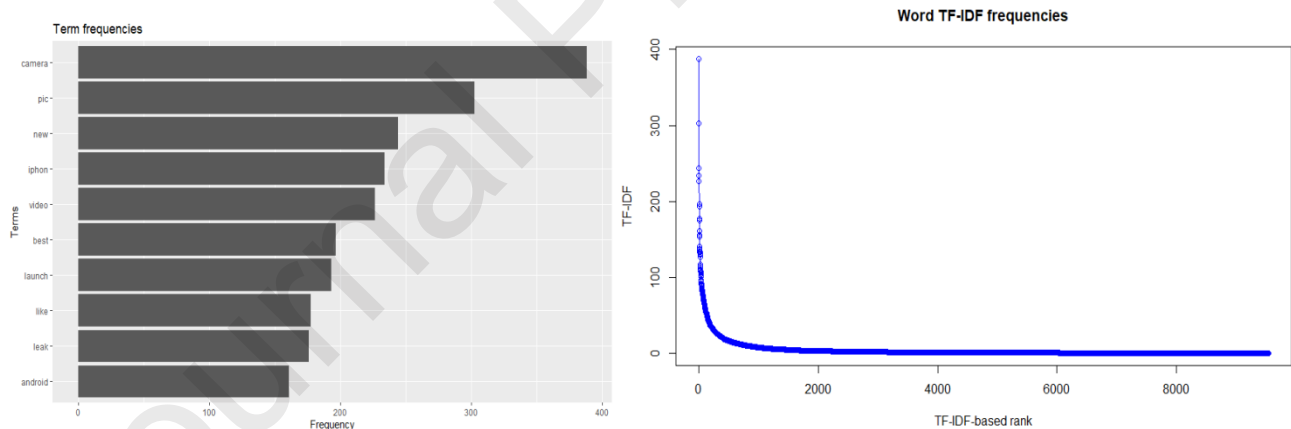 Term frequencies
Terms
camera
pic
new
iphon
video
best
launch
like
leak
android
0 100 200 300 400
Frequency
Word TF-IDF frequencies
TF-IDF
400
300
200
100
0
0 2000 4000 6000 8000
TF-IDF-based rank
urnal P